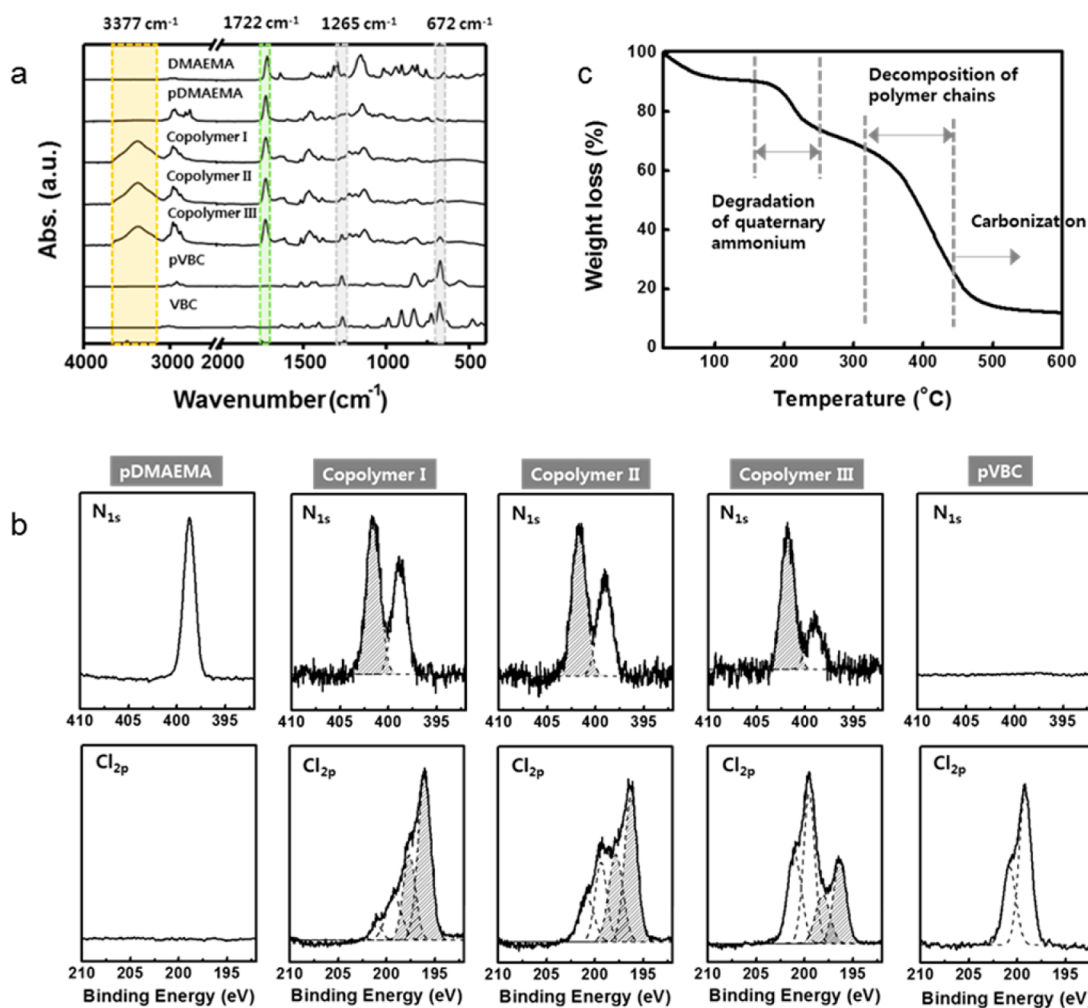 3377 cm⁻¹ 1722 cm⁻¹ 1265 cm⁻¹ 672 cm⁻¹
a
DMAEMA
pDMAEMA
Copolymer I
Copolymer II
Copolymer III
pVBC
VBC
Abs. (a.u.)
4000 3000 2000 1500 1000 500
Wavenumber (cm⁻¹)
c
100
80
60
40
20
0
Weight loss (%)
Decomposition of
polymer chains
Degradation
of quaternary
ammonium
Carbonization
100 200 300 400 500 600
Temperature (°C)
b
pDMAEMA Copolymer I Copolymer II Copolymer III pVBC
N1s N1s N1s N1s N1s
410 405 400 395 410 405 400 395 410 405 400 395 410 405 400 395 410 405 400 395
Cl2p Cl2p Cl2p Cl2p Cl2p
210 205 200 195 210 205 200 195 210 205 200 195 210 205 200 195 210 205 200 195
Binding Energy (eV) Binding Energy (eV) Binding Energy (eV) Binding Energy (eV) Binding Energy (eV)